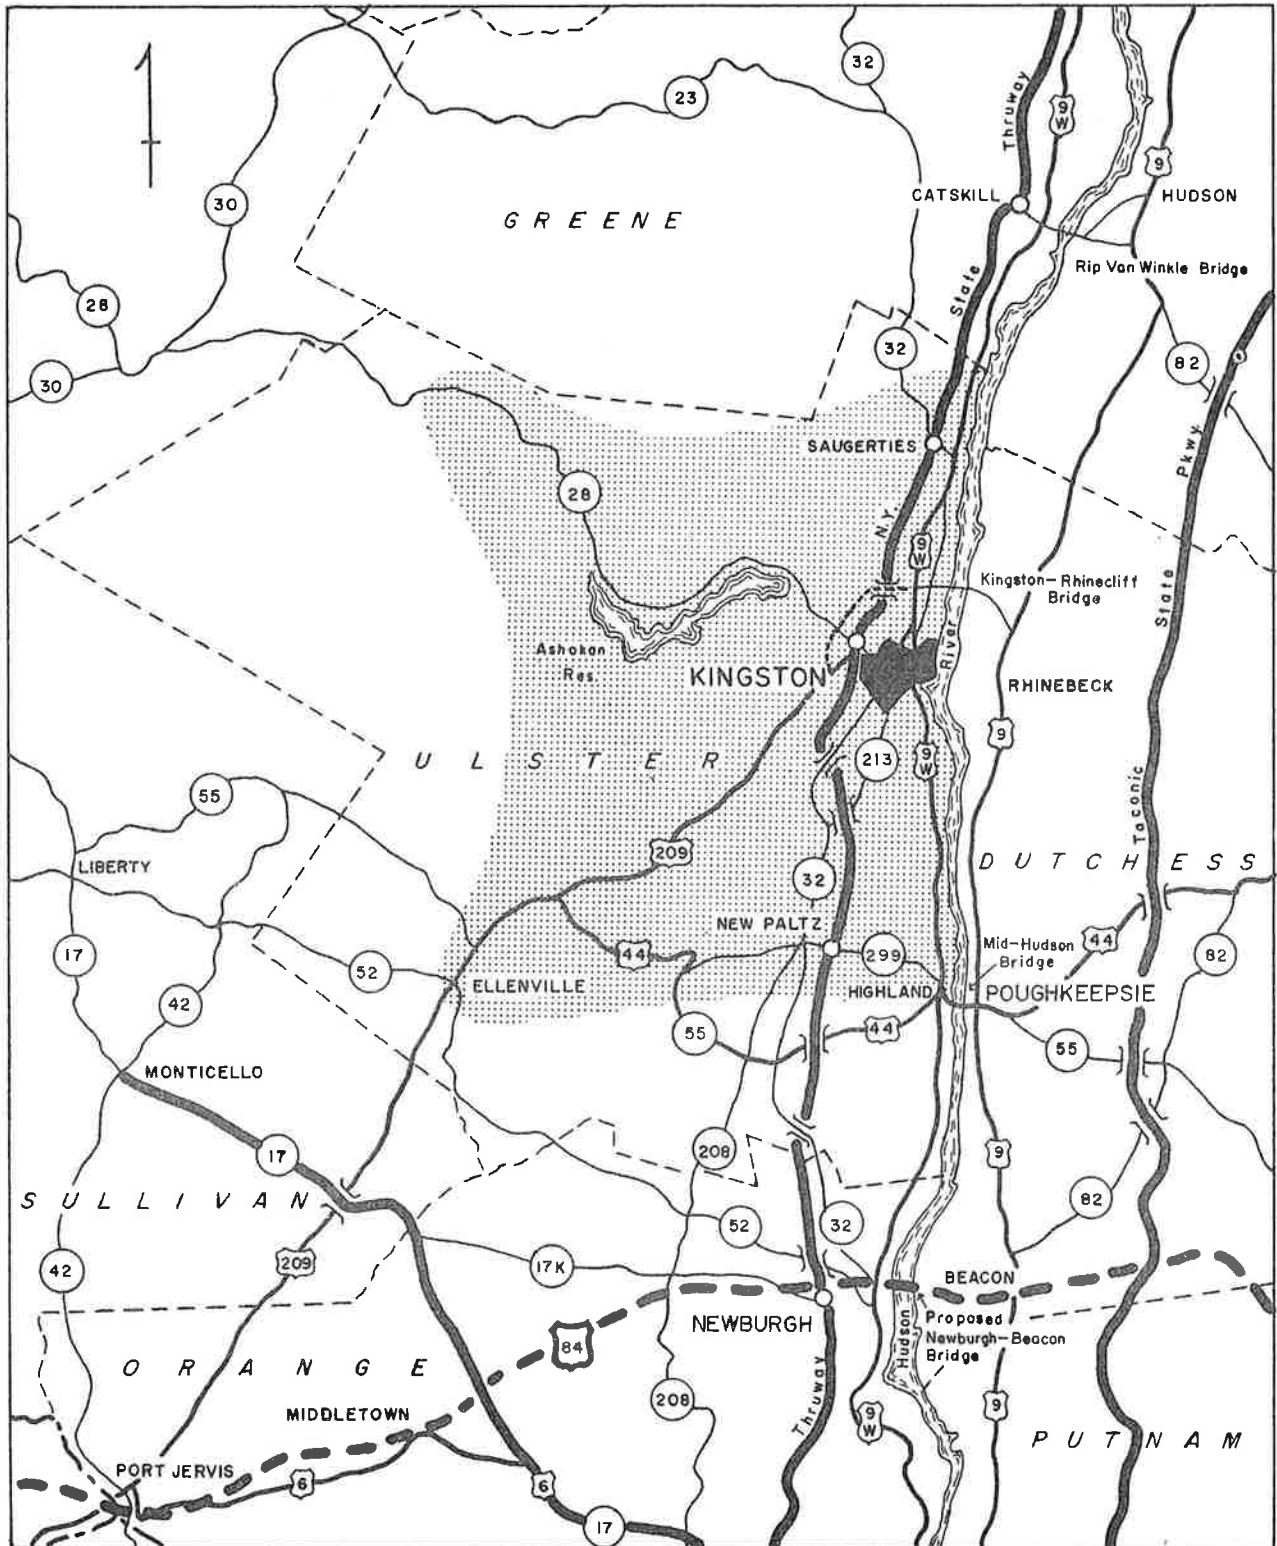 32
23
9
W
Thruway
9
CATSKILL
HUDSON
30
GREENE
Rip Van Winkle Bridge
State
28
32
82
30
SAUGERTIES
Pkwy
28
N.Y.
9
W
Kingston-Rhinecliff
Bridge
State
River
Ashokan
Res.
KINGSTON
RHINEBECK
9
ULSTER
213
9
W
55
Taconic
LIBERTY
209
DUTCHESS
32
NEW PALTZ
17
44
299
Mid-Hudson
Bridge
44
82
52
ELLENVILLE
HIGHLAND
POUGHKEEPSIE
42
55
44
55
MONTICELLO
17
208
9
SULLIVAN
82
52
32
42
209
17K
BEACON
NEWBURGH
Hudson
Proposed
Newburgh-Beacon
Bridge
84
ORANGE
208
Thruway
9
W
9
MIDDLETOWN
PUTNAM
PORT JERVIS
6
6
17